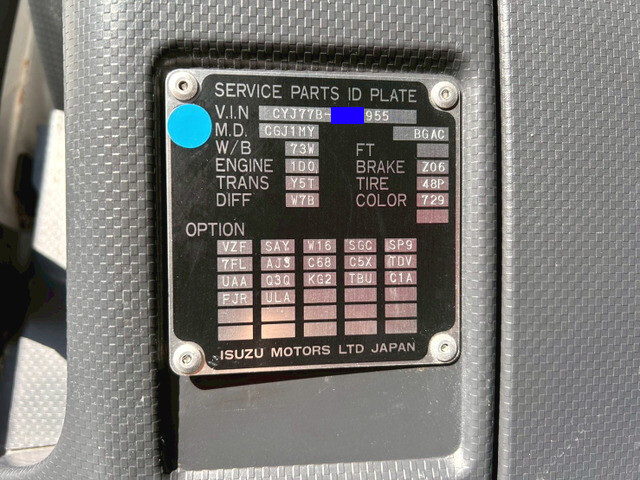 SERVICE PARTS ID PLATE
V.I.N CYJ77B- 955
M.D. CGJ1MY BGAC
W/B 73W FT
ENGINE 1D0 BRAKE Z06
TRANS Y5T TIRE 48P
DIFF W7B COLOR 729
OPTION
VZF SAY W16 SGC SP9
7FL AJ3 C68 C5X TDV
UAA Q3Q KG2 TBU C1A
FJR ULA
ISUZU MOTORS LTD JAPAN